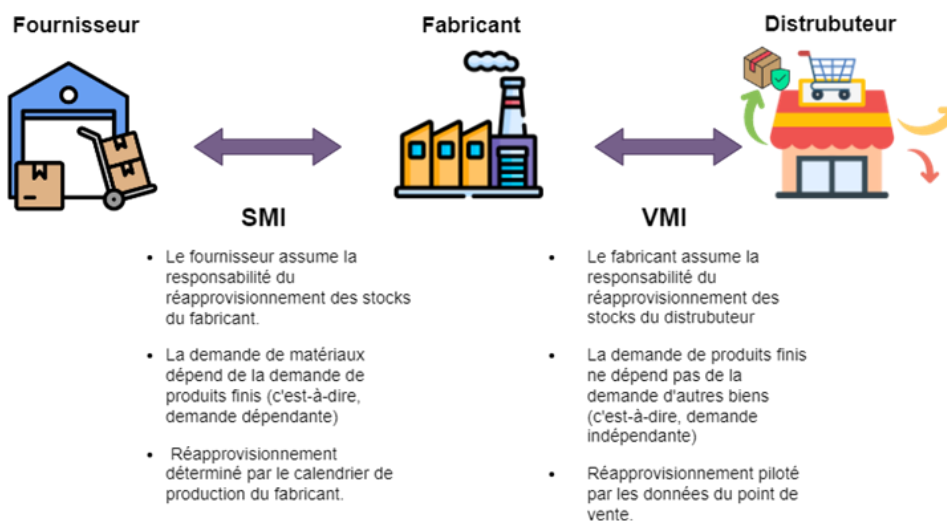 Fournisseur
Fabricant
Distrubuteur
SMI
• Le fournisseur assume la
responsabilité du
réapprovisionnement des stocks
du fabricant.
• La demande de matériaux
dépend de la demande de
produits finis (c'est-à-dire,
demande dépendante)
• Réapprovisionnement
déterminé par le calendrier de
production du fabricant.
VMI
• Le fabricant assume la
responsabilité du
réapprovisionnement des
stocks du distrubuteur
• La demande de produits finis
ne dépend pas de la
demande d'autres biens
(c'est-à-dire, demande
indépendante)
• Réapprovisionnement piloté
par les données du point de
vente.